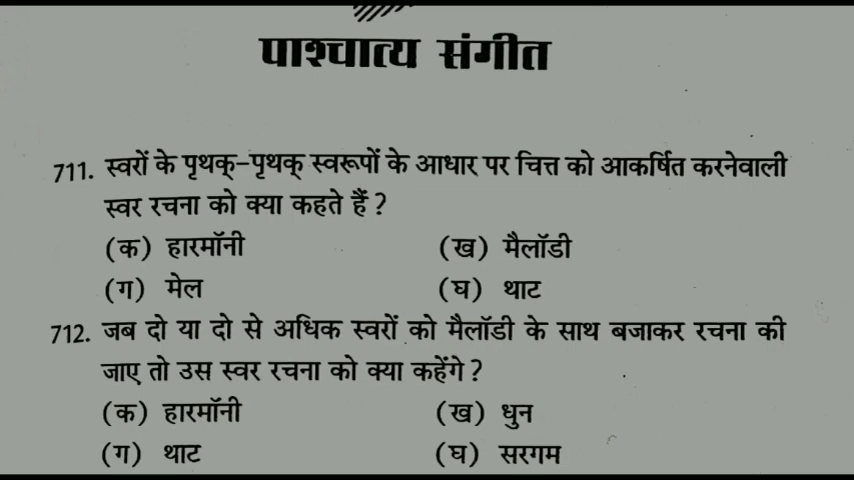 पाश्चात्य संगीत
711. स्वरों के पृथक्-पृथक् स्वरूपों के आधार पर चित्त को आकर्षित करनेवाली
स्वर रचना को क्या कहते हैं ?
(क) हारमॉनी (ख) मैलॉडी
(ग) मेल (घ) थाट
712. जब दो या दो से अधिक स्वरों को मैलॉडी के साथ बजाकर रचना की
जाए तो उस स्वर रचना को क्या कहेंगे ?
(क) हारमॉनी (ख) धुन
(ग) थाट (घ) सरगम